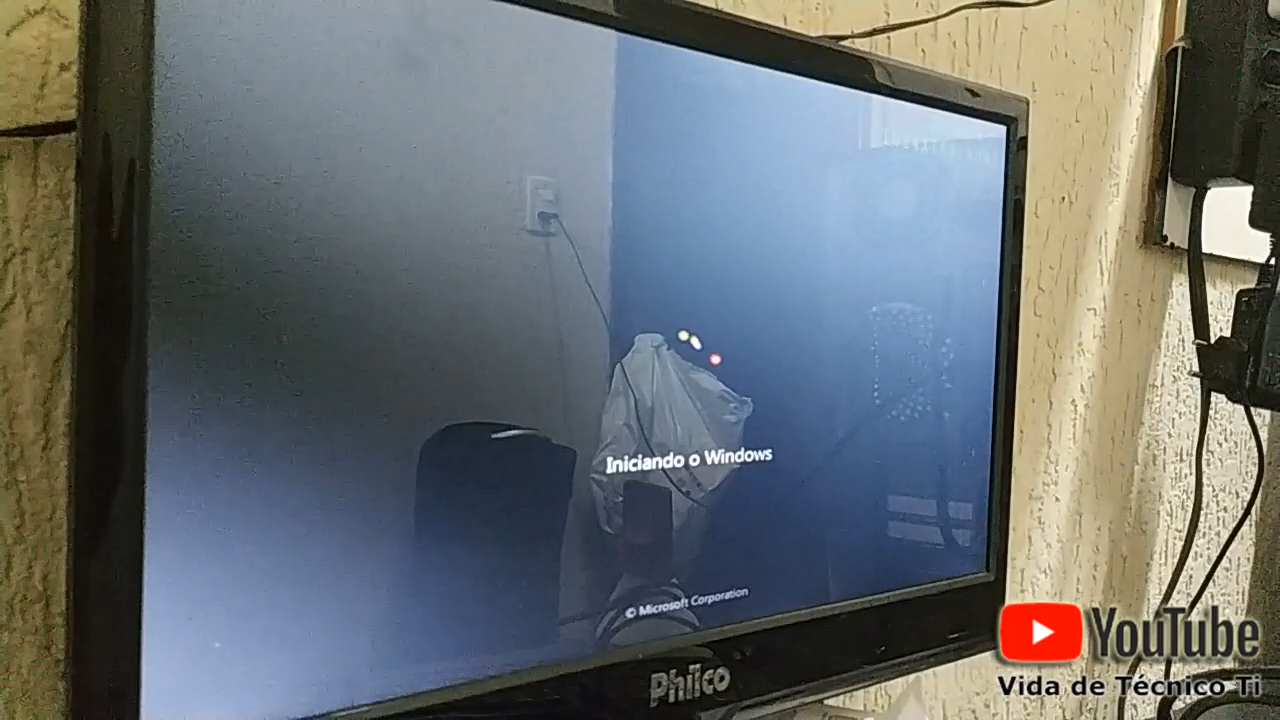 Iniciando o Windows
© Microsoft Corporation
Philco
YouTube
Vida de Técnico Ti